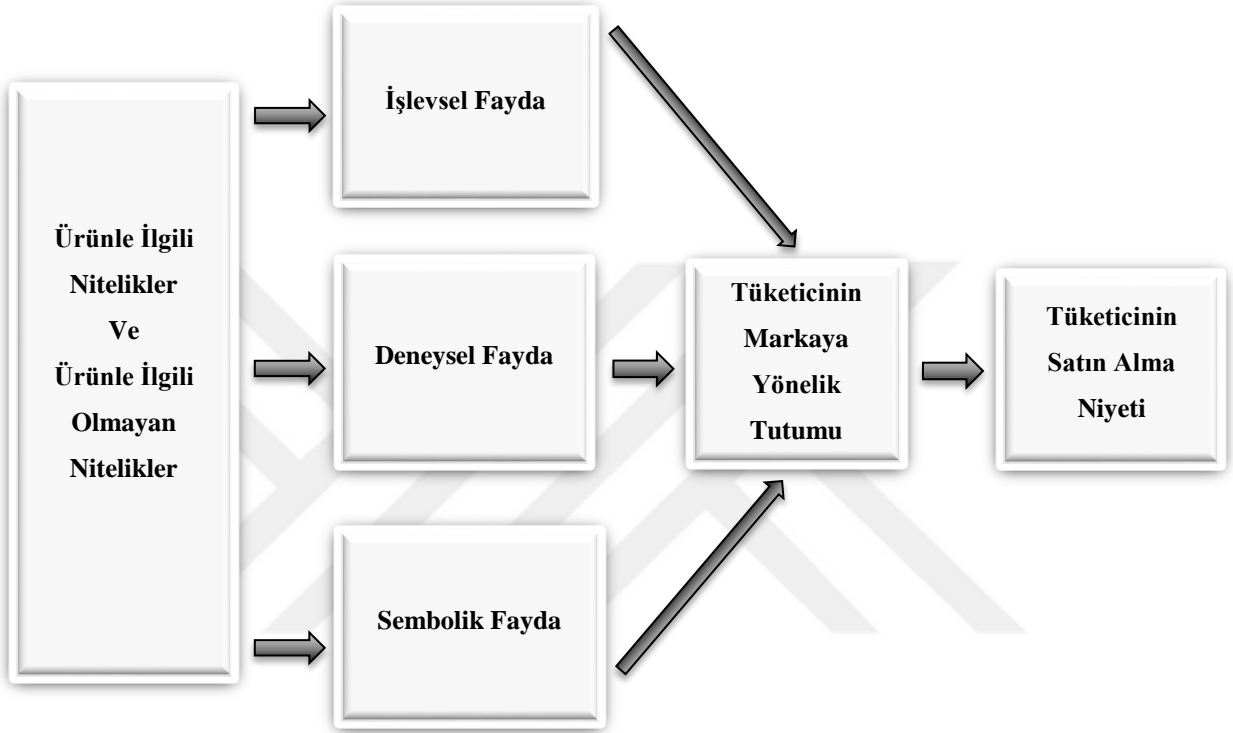 Ürünle İlgili
Nitelikler
Ve
Ürünle İlgili
Olmayan
Nitelikler
İşlevsel Fayda
Deneysel Fayda
Sembolik Fayda
Tüketicinin
Markaya
Yönelik
Tutumu
Tüketicinin
Satın Alma
Niyeti